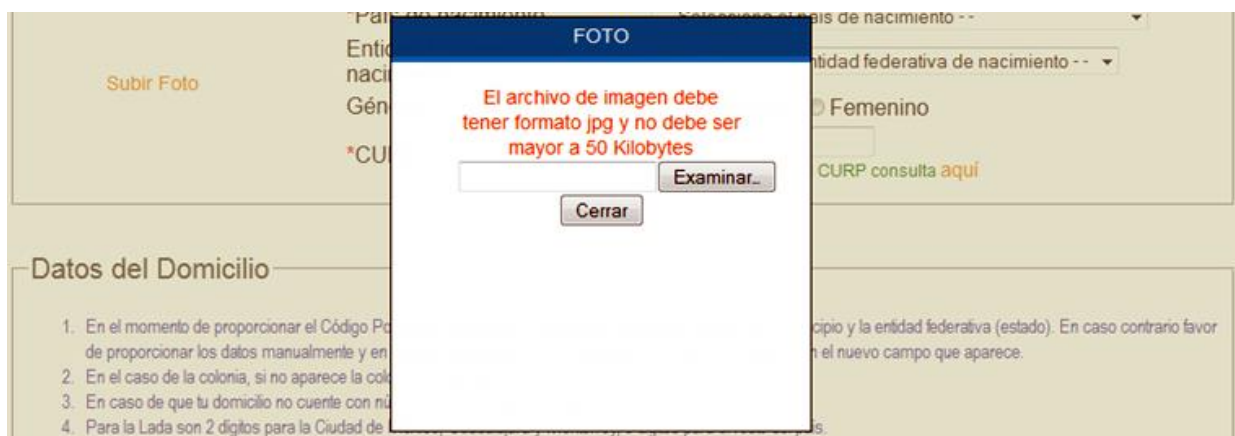 nacimiento -- 
FOTO
Entid
tidad federativa de nacimiento --
naci
Subir Foto
Géne
Femenino
El archivo de imagen debe
tener formato jpg y no debe ser
mayor a 50 Kilobytes
*CU
Examinar..
CURP consulta aquí
Cerrar
Datos del Domicilio
1. En el momento de proporcionar el Código Po
cipio y la entidad federativa (estado). En caso contrario favor
de proporcionar los datos manualmente y en
el nuevo campo que aparece.
2. En el caso de la colonia, si no aparece la colo
3. En caso de que tu domicilio no cuente con nú
4. Para la Lada son 2 digitos para la Ciudad de